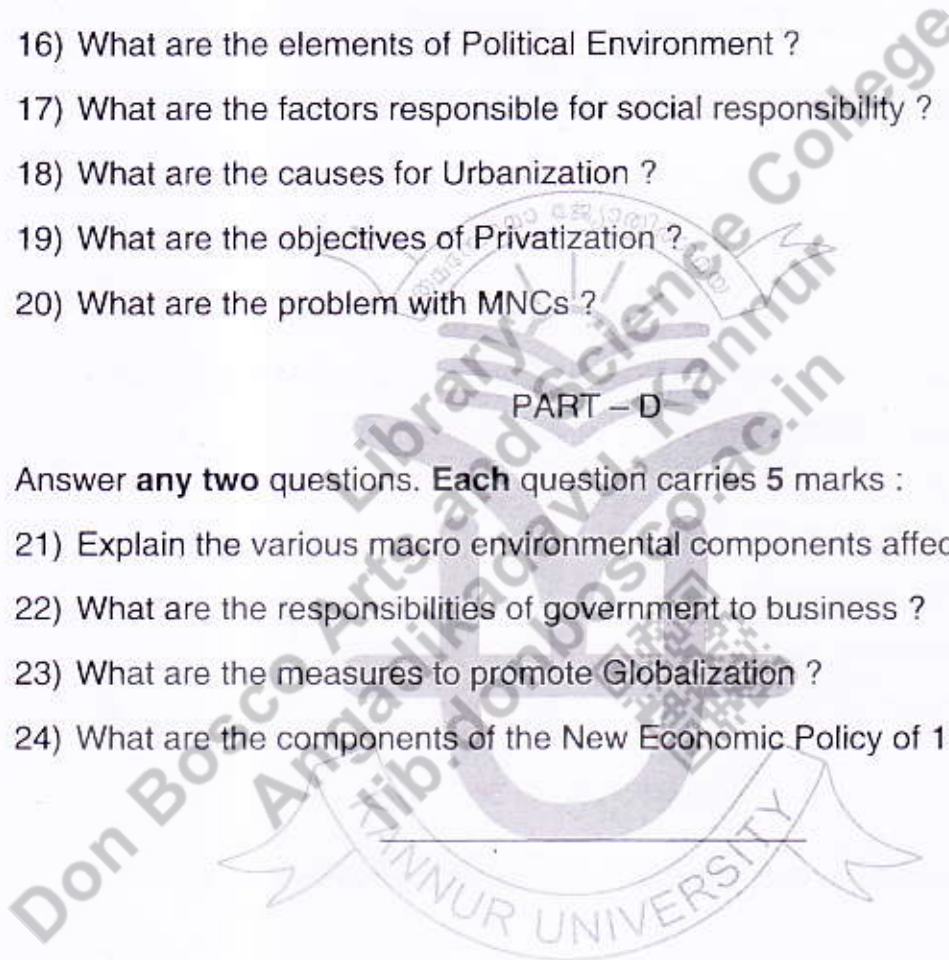 16) What are the elements of Political Environment ?
17) What are the factors responsible for social responsibility ?
18) What are the causes for Urbanization ?
19) What are the objectives of Privatization ?
20) What are the problem with MNCs ?
PART – D
Answer any two questions. Each question carries 5 marks :
21) Explain the various macro environmental components affec
22) What are the responsibilities of government to business ?
23) What are the measures to promote Globalization ?
24) What are the components of the New Economic Policy of 1
KANNUR UNIVERSITY
Library
Don Bosco Arts and Science College
Angadikadavu, Kannur
lib.donbosco.ac.in